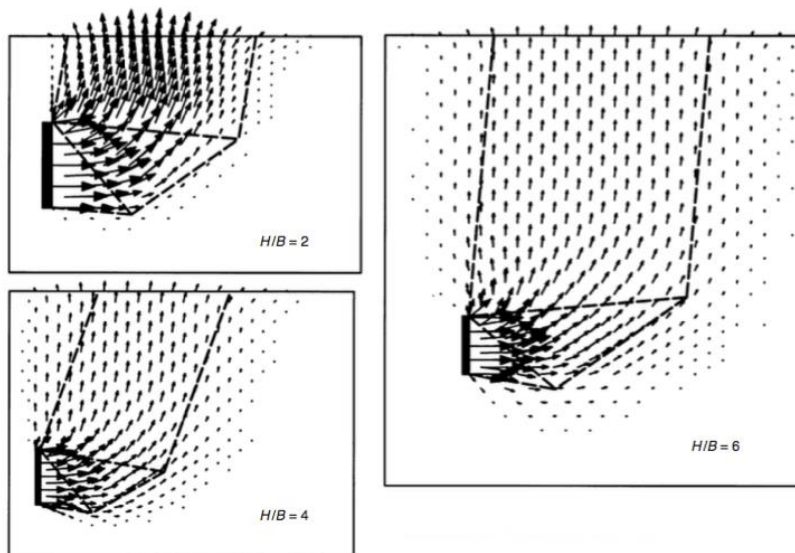 H/B = 2
H/B = 4
H/B = 6